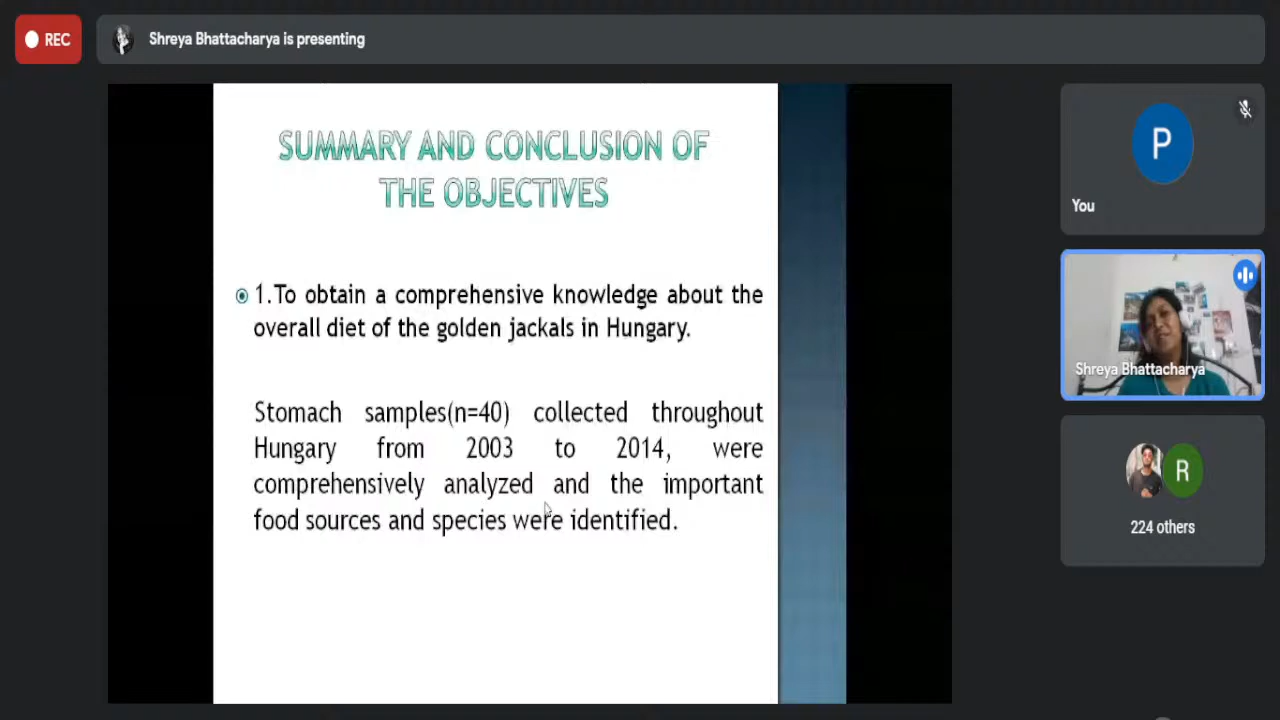 REC
Shreya Bhattacharya is presenting
SUMMARY AND CONCLUSION OF
THE OBJECTIVES
1.To obtain a comprehensive knowledge about the
overall diet of the golden jackals in Hungary.
Stomach samples(n=40) collected throughout
Hungary from 2003 to 2014, were
comprehensively analyzed and the important
food sources and species were identified.
P
You
Shreya Bhattacharya
R
224 others